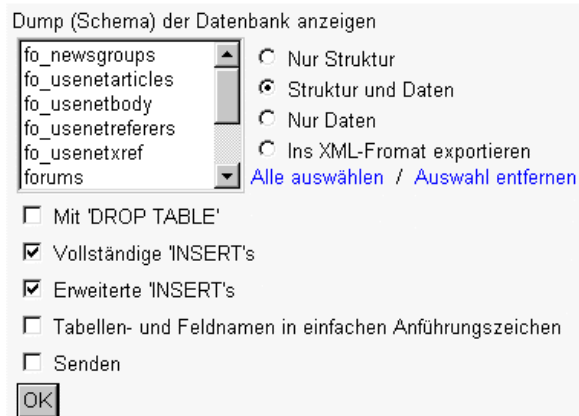 Dump (Schema) der Datenbank anzeigen
fo_newsgroups
fo_usenetarticles
fo_usenetbody
fo_usenetreferers
fo_usenetxref
forums
Nur Struktur
Struktur und Daten
Nur Daten
Ins XML-Fromat exportieren
Alle auswählen / Auswahl entfernen
Mit 'DROP TABLE'
Vollständige 'INSERT's
Erweiterte 'INSERT's
Tabellen- und Feldnamen in einfachen Anführungszeichen
Senden
OK